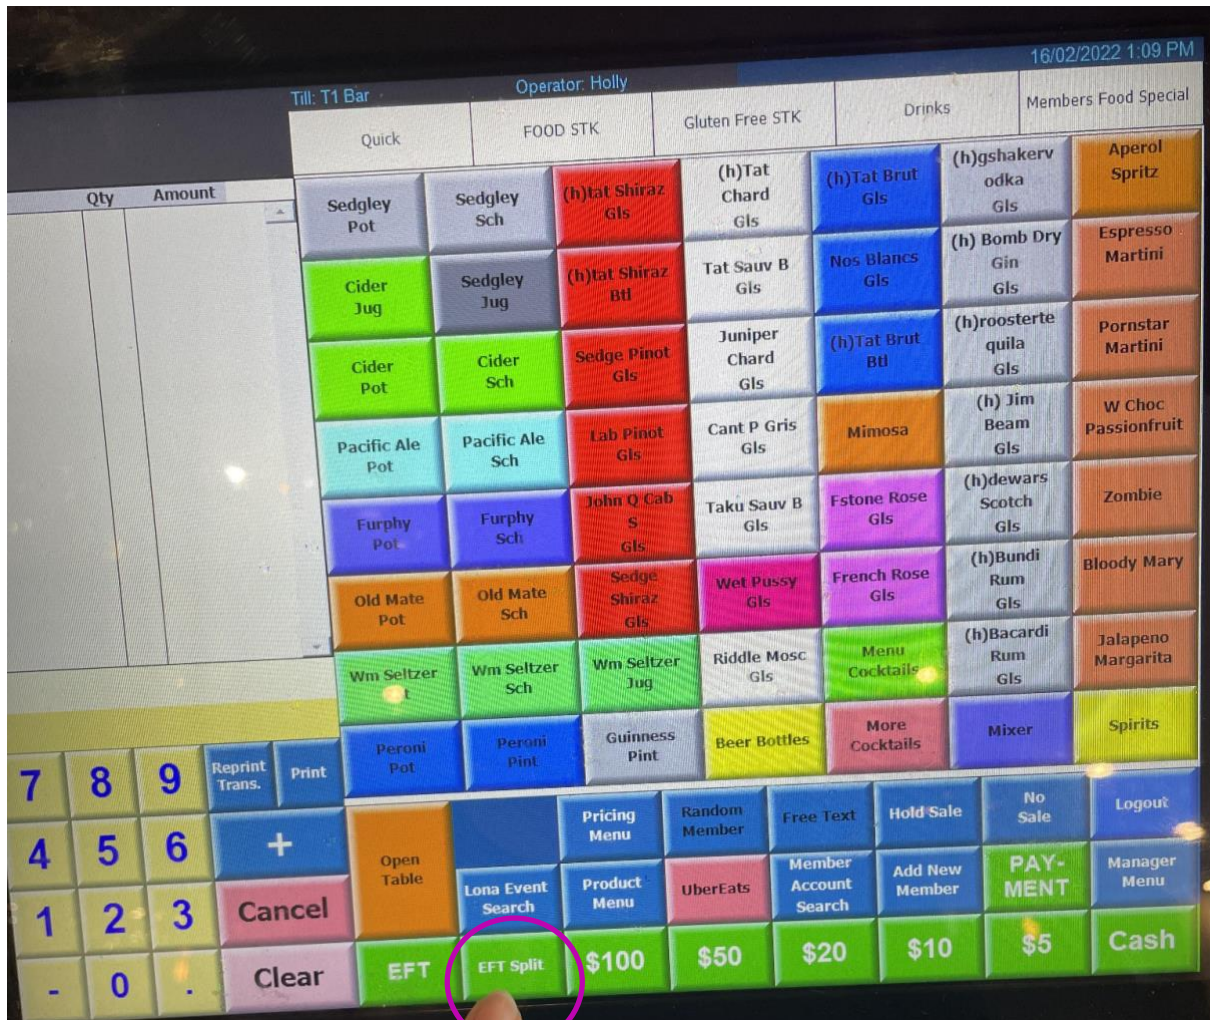 16/02/2022 1:09 PM
Till: T1 Bar
Operator: Holly
Quick
FOOD STK
Gluten Free STK
Drinks
Members Food Special
Qty
Amount
Sedgley
Pot
Sedgley
Sch
(h)tat Shiraz
Gls
(h)Tat
Chard
Gls
(h)Tat Brut
Gls
(h)gshakerv
odka
Gls
Aperol
Spritz
Cider
Jug
Sedgley
Jug
(h)tat Shiraz
Btl
Tat Sauv B
Gls
Nos Blancs
Gls
(h) Bomb Dry
Gin
Gls
Espresso
Martini
Cider
Pot
Cider
Sch
Sedge Pinot
Gls
Juniper
Chard
Gls
(h)Tat Brut
Btl
(h)roosterte
quila
Gls
Pornstar
Martini
Pacific Ale
Pot
Pacific Ale
Sch
Lab Pinot
Gls
Cant P Gris
Gls
Mimosa
(h) Jim
Beam
Gls
W Choc
Passionfruit
Furphy
Pot
Furphy
Sch
John Q Cab
S
Gls
Taku Sauv B
Gls
Fstone Rose
Gls
(h)dewars
Scotch
Gls
Zombie
Old Mate
Pot
Old Mate
Sch
Sedge
Shiraz
Gls
Wet Pussy
Gls
French Rose
Gls
(h)Bundi
Rum
Gls
Bloody Mary
Wm Seltzer
Wm Seltzer
Sch
Wm Seltzer
Jug
Riddle Mosc
Gls
Menu
Cocktails
(h)Bacardi
Rum
Gls
Jalapeno
Margarita
Peroni
Pot
Peroni
Pint
Guinness
Pint
Beer Bottles
More
Cocktails
Mixer
Spirits
7
8
9
Reprint
Trans.
Print
Open
Table
Pricing
Menu
Random
Member
Free Text
Hold Sale
No
Sale
Logout
4
5
6
+
Lona Event
Search
Product
Menu
UberEats
Member
Account
Search
Add New
Member
PAY-
MENT
Manager
Menu
1
2
3
Cancel
-
0
.
Clear
EFT
EFT Split
$100
$50
$20
$10
$5
Cash